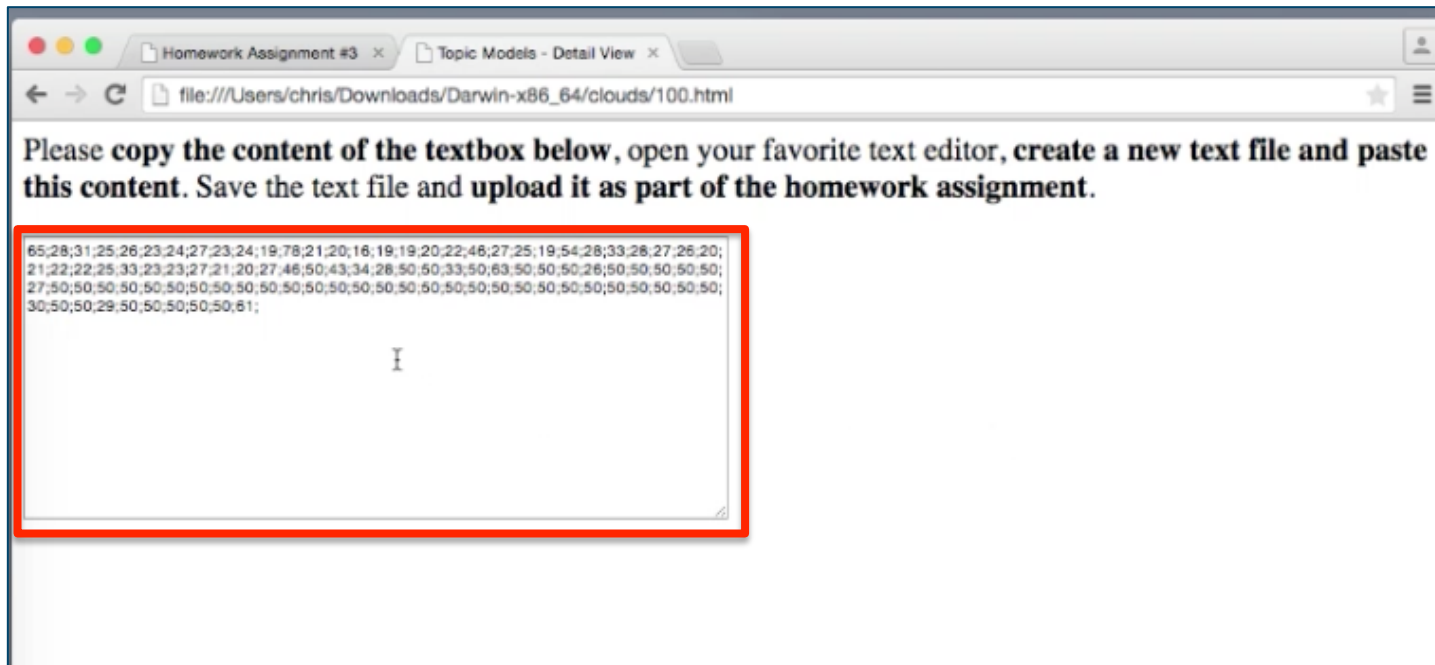 Homework Assignment #3
Topic Models - Detail View
file:///Users/chris/Downloads/Darwin-x86_64/clouds/100.html
Please copy the content of the textbox below, open your favorite text editor, create a new text file and paste
this content. Save the text file and upload it as part of the homework assignment.
65;28;31;25;26;23;24;27;23;24;19;78;21;20;16;19;19;20;22;46;27;25;19;54;28;33;28;27;26;20;
21;22;22;25;33;23;23;27;21;20;27;46;50;43;34;28;50;50;33;50;63;50;50;50;26;50;50;50;50;50;
27;50;50;50;50;50;50;50;50;50;50;50;50;50;50;50;50;50;50;50;50;50;50;50;50;50;50;50;50;50;
30;50;50;29;50;50;50;50;50;61;